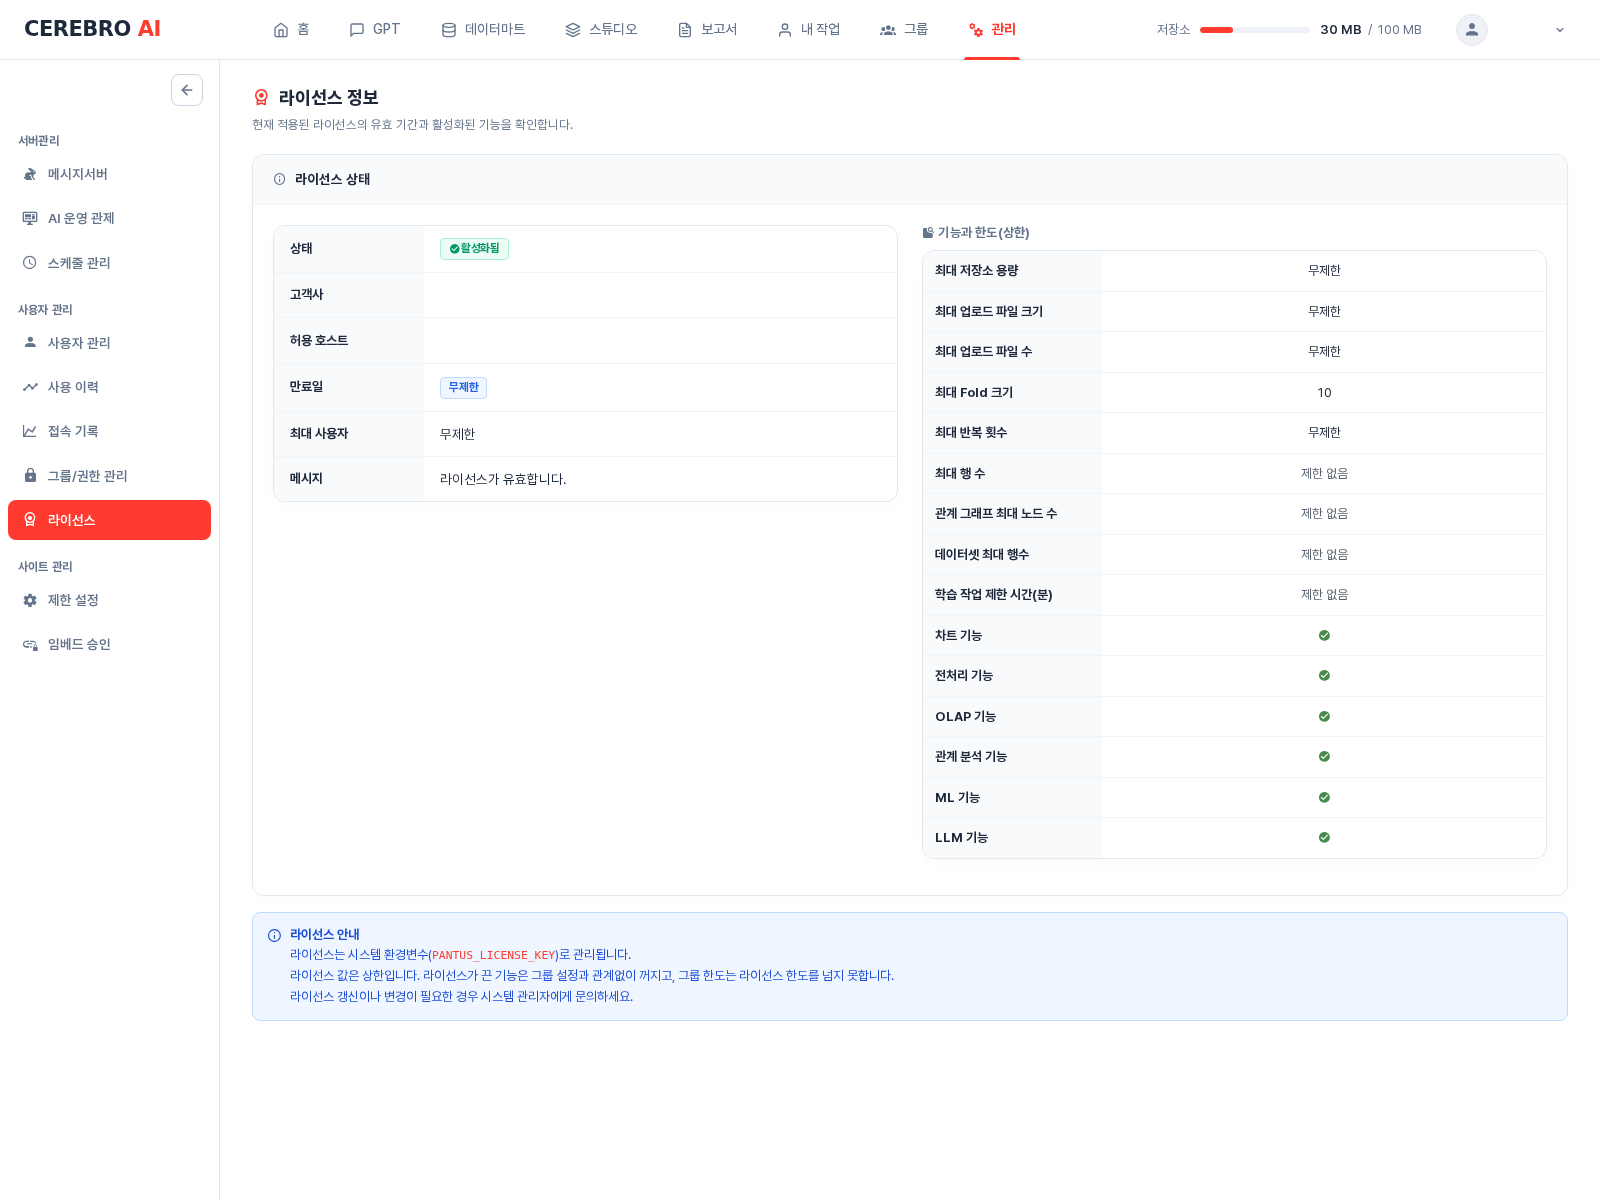 CEREBRO AI
홈
GPT
데이터마트
스튜디오
보고서
내 작업
그룹
관리
저장소
30 MB / 100 MB
서버관리
메시지서버
AI 운영 관제
스케줄 관리
사용자 관리
사용자 관리
사용 이력
접속 기록
그룹/권한 관리
라이선스
사이트 관리
제한 설정
임베드 승인
라이선스 정보
현재 적용된 라이선스의 유효 기간과 활성화된 기능을 확인합니다.
라이선스 상태
상태 활성화됨
고객사
허용 호스트
만료일 무제한
최대 사용자 무제한
메시지 라이선스가 유효합니다.
기능과 한도(상한)
최대 저장소 용량 무제한
최대 업로드 파일 크기 무제한
최대 업로드 파일 수 무제한
최대 Fold 크기 10
최대 반복 횟수 무제한
최대 행 수 제한 없음
관계 그래프 최대 노드 수 제한 없음
데이터셋 최대 행수 제한 없음
학습 작업 제한 시간(분) 제한 없음
차트 기능
전처리 기능
OLAP 기능
관계 분석 기능
ML 기능
LLM 기능
라이선스 안내
라이선스는 시스템 환경변수(PANTUS_LICENSE_KEY)로 관리됩니다.
라이선스 값은 상한입니다. 라이선스가 끈 기능은 그룹 설정과 관계없이 꺼지고, 그룹 한도는 라이선스 한도를 넘지 못합니다.
라이선스 갱신이나 변경이 필요한 경우 시스템 관리자에게 문의하세요.